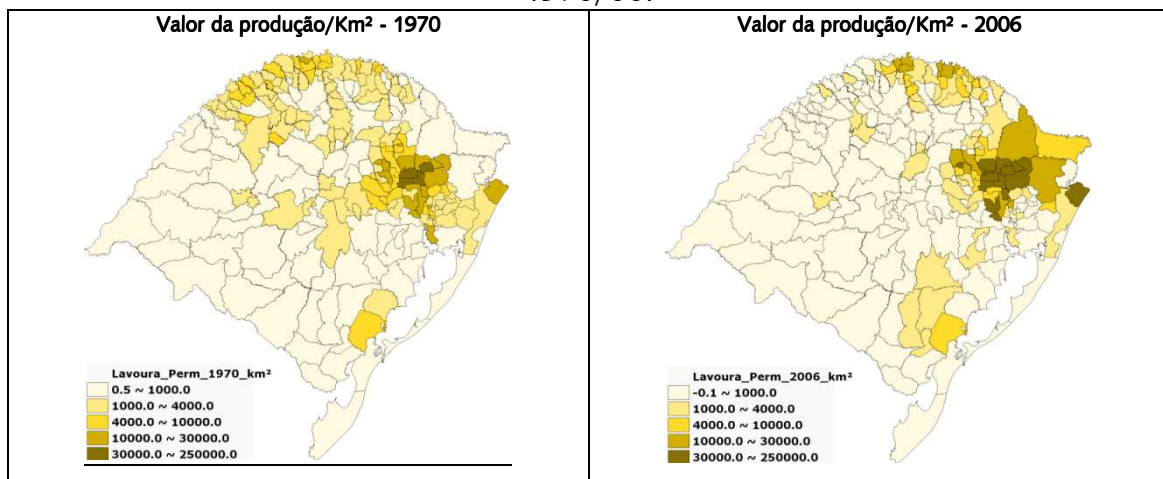 Valor da produção/Km² - 1970
Lavoura_Perm_1970_km²
0.5 ~ 1000.0
1000.0 ~ 4000.0
4000.0 ~ 10000.0
10000.0 ~ 30000.0
30000.0 ~ 250000.0
Valor da produção/Km² - 2006
Lavoura_Perm_2006_km²
-0.1 ~ 1000.0
1000.0 ~ 4000.0
4000.0 ~ 10000.0
10000.0 ~ 30000.0
30000.0 ~ 250000.0